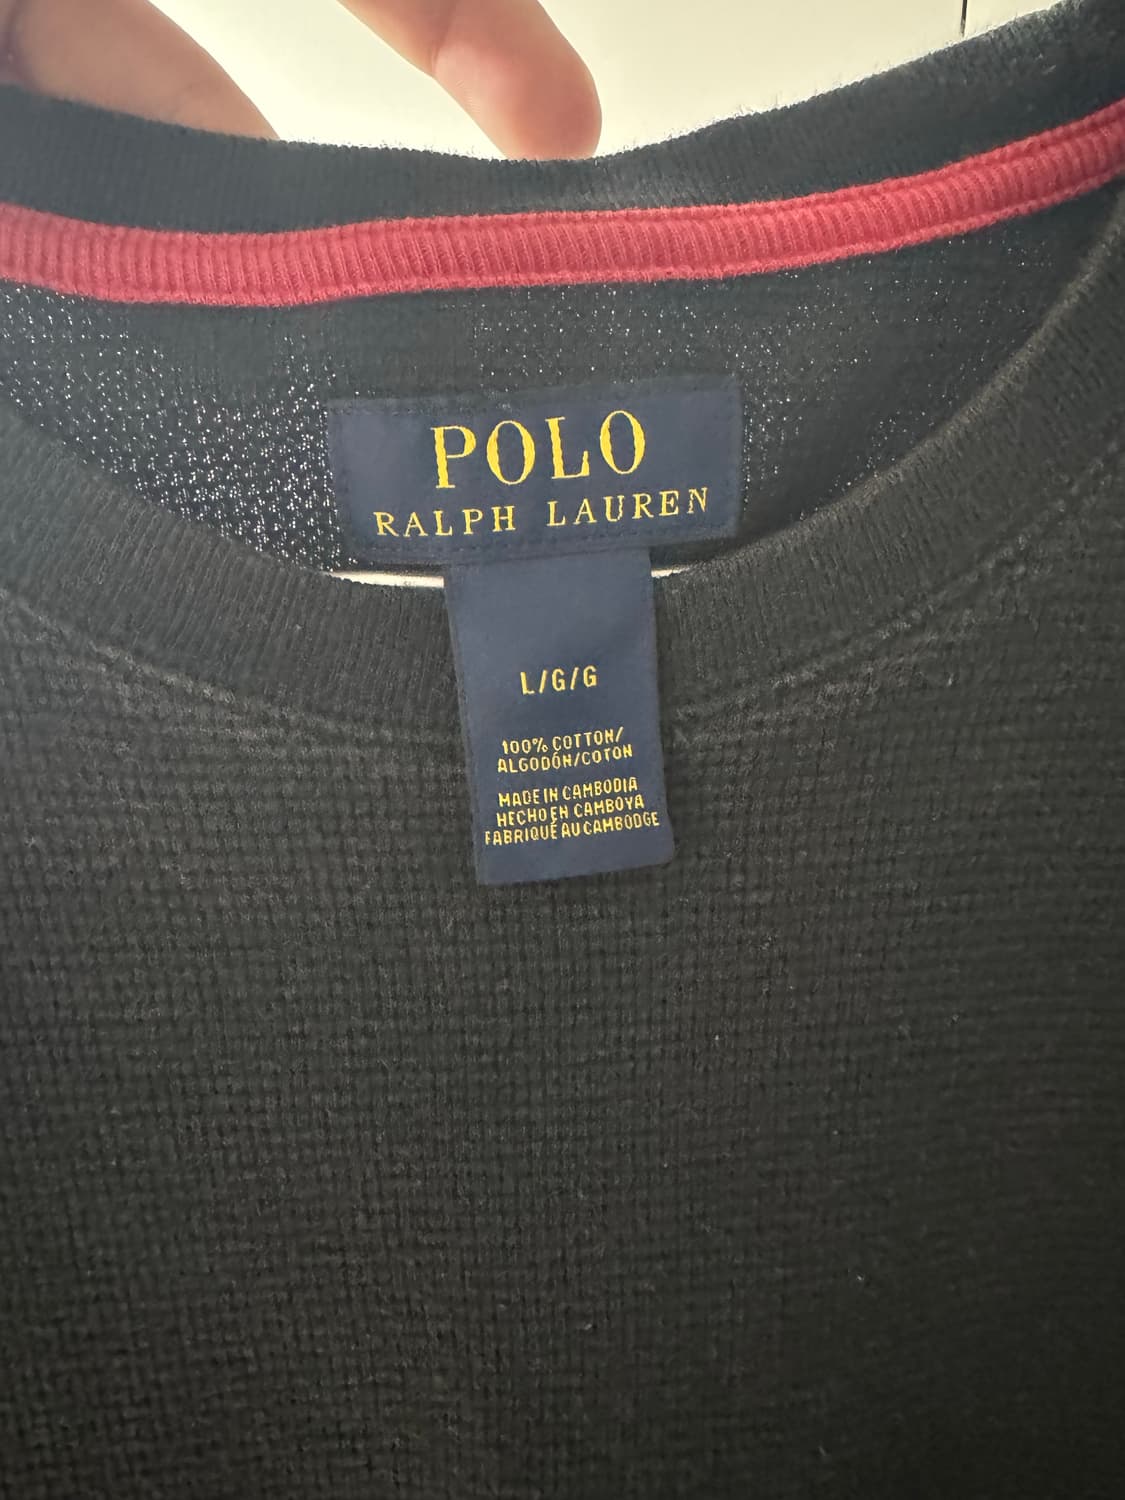 POLO
RALPH LAUREN
L/G/G
100% COTTON/
ALGODÓN/COTON
MADE IN CAMBODIA
HECHO EN CAMBOYA
FABRIQUÉ AU CAMBODGE